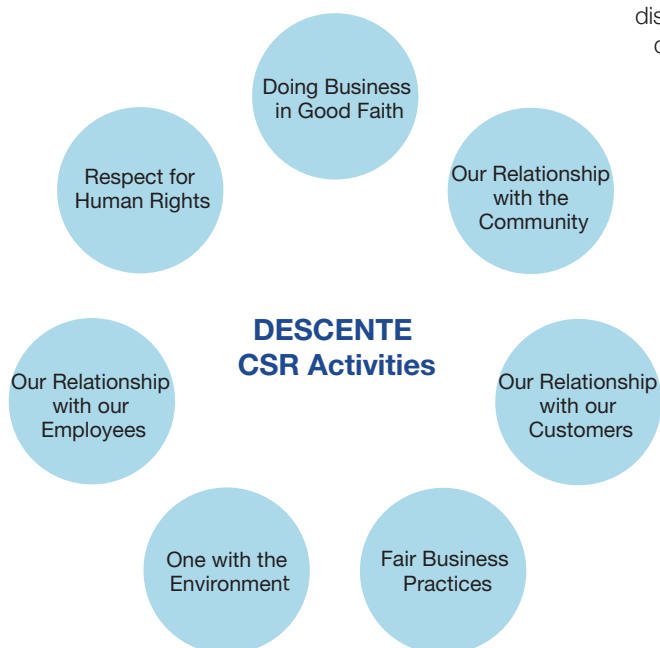 Doing Business
in Good Faith
Respect for
Human Rights
Our Relationship
with the
Community
DESCENTE
CSR Activities
Our Relationship
with our
Employees
Our Relationship
with our
Customers
One with the
Environment
Fair Business
Practices